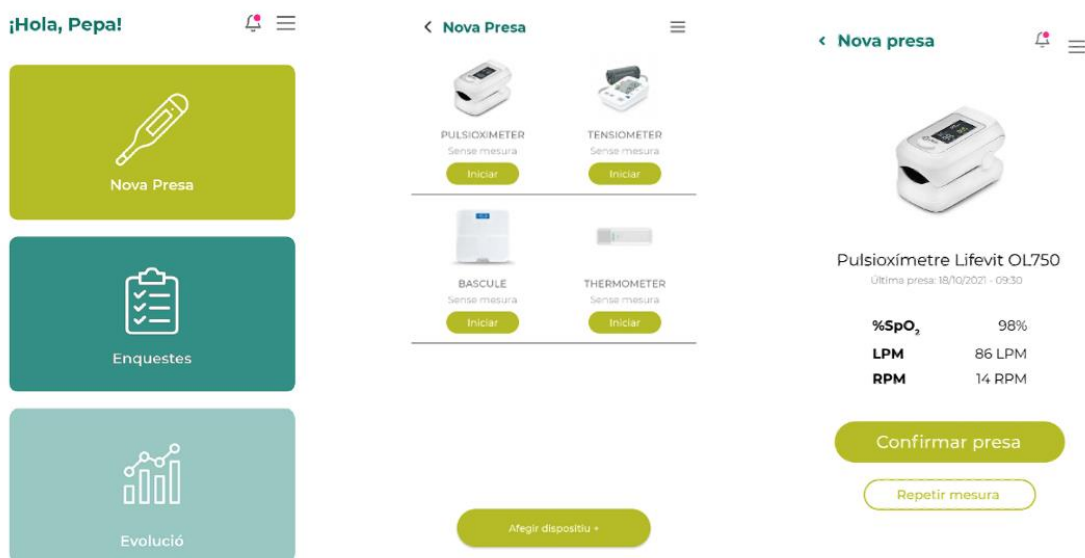 ¡Hola, Pepa!
Nova Presa
Enquestes
Evolució
Nova Presa
PULSIOXIMETER
TENSIOMETER
Sense mesura
Sense mesura
Iniciar
Iniciar
BASCULE
THERMOMETER
Sense mesura
Sense mesura
Iniciar
Iniciar
Afegir dispositiu +
Nova presa
Pulsioxímetre Lifevit OL750
Última presa: 18/10/2021 - 09:30
%SpO₂ 98%
LPM 86 LPM
RPM 14 RPM
Confirmar presa
Repetir mesura